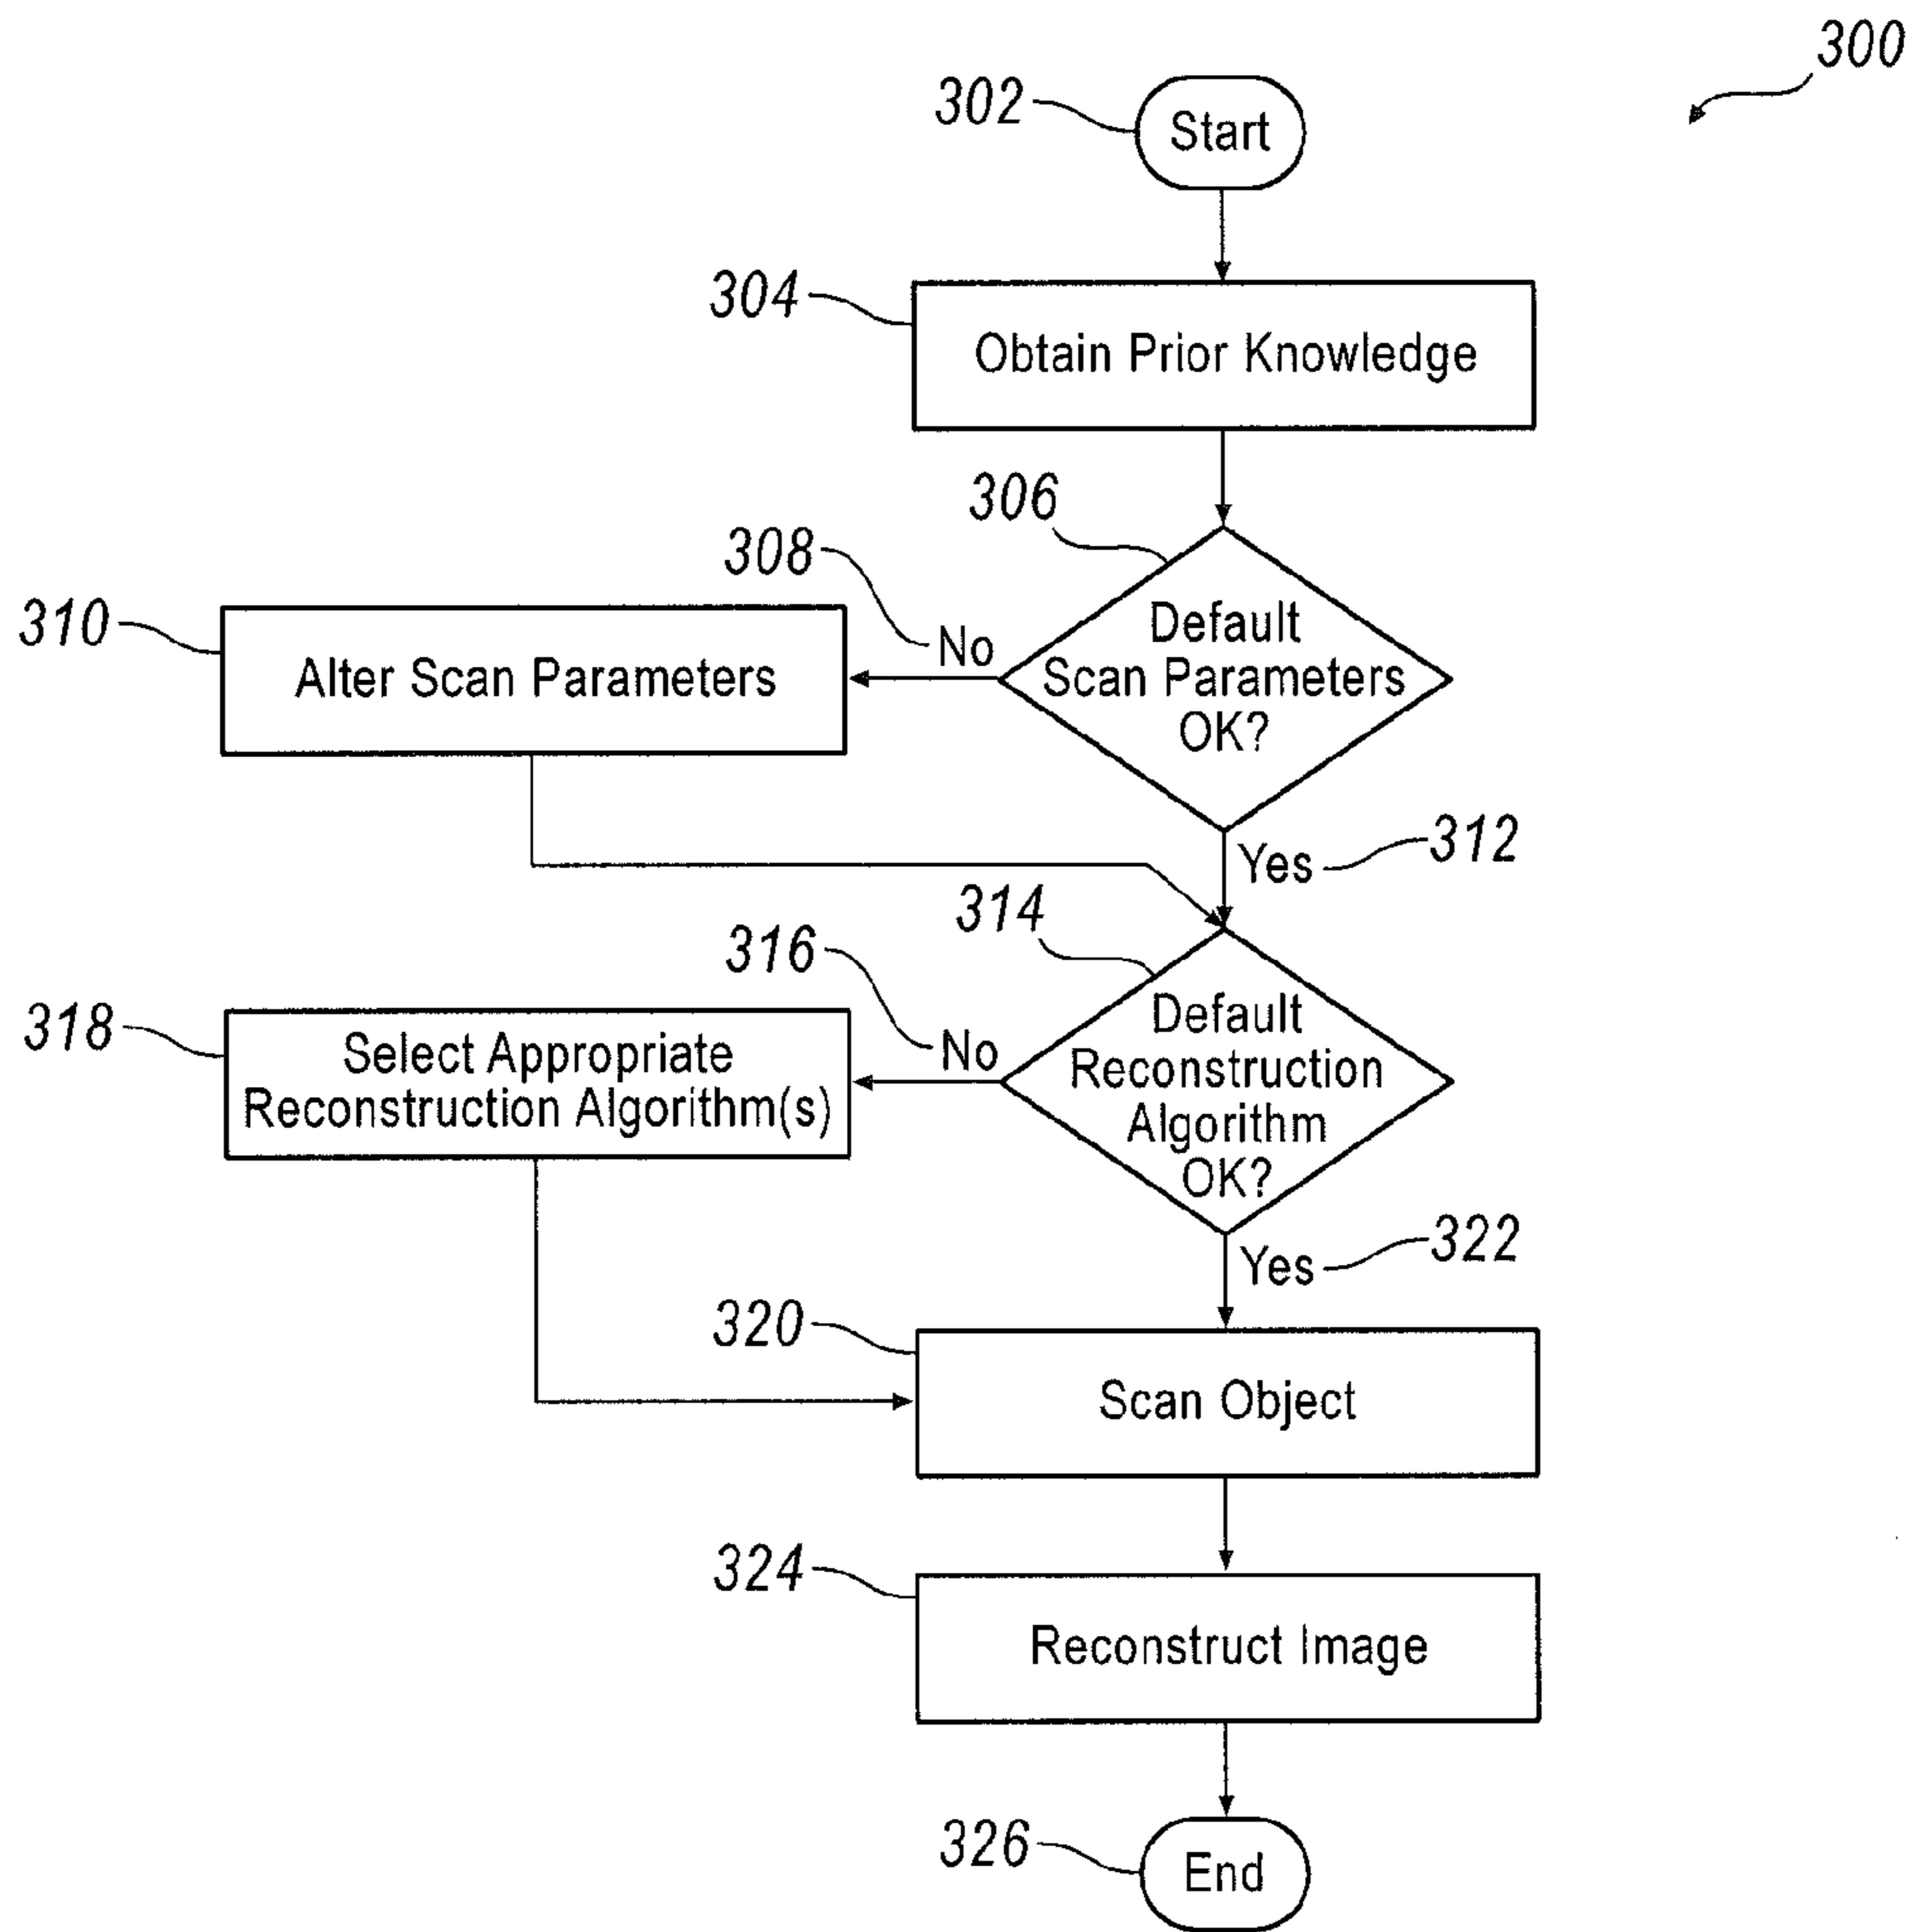 300
302
Start
304
Obtain Prior Knowledge
306
308
310
No
Default
Scan Parameters
OK?
Alter Scan Parameters
Yes
312
314
316
318
No
Default
Reconstruction
Algorithm
OK?
Select Appropriate
Reconstruction Algorithm(s)
Yes
322
320
Scan Object
324
Reconstruct Image
326
End